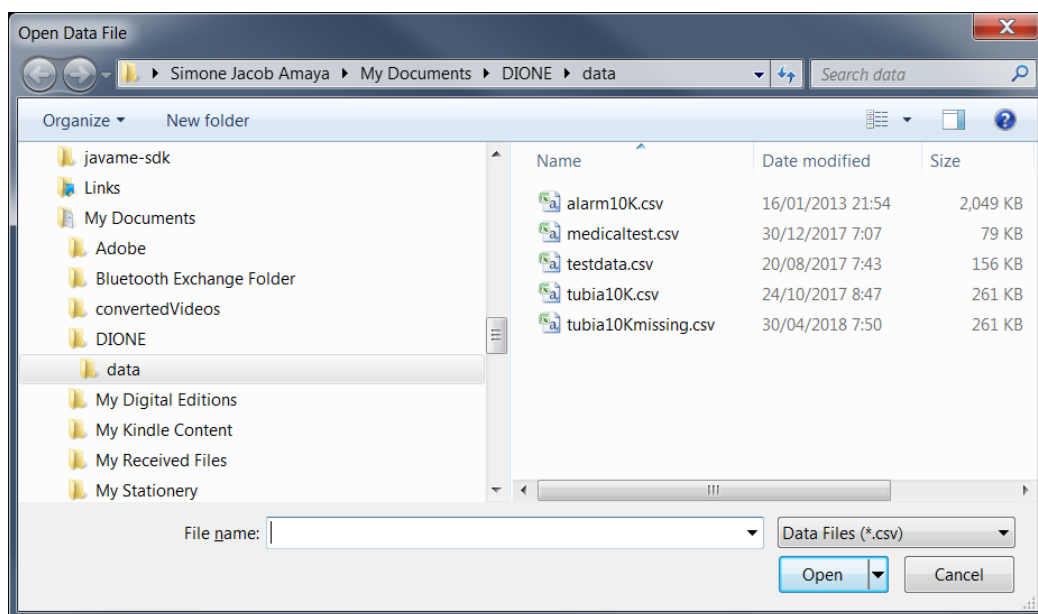 Open Data File
Simone Jacob Amaya My Documents DIONE data Search data
Organize New folder
javame-sdk
Links
My Documents
Adobe
Bluetooth Exchange Folder
convertedVideos
DIONE
data
My Digital Editions
My Kindle Content
My Received Files
My Stationery
Name Date modified Size
alarm10K.csv 16/01/2013 21:54 2,049 KB
medicaltest.csv 30/12/2017 7:07 79 KB
testdata.csv 20/08/2017 7:43 156 KB
tubia10K.csv 24/10/2017 8:47 261 KB
tubia10Kmissing.csv 30/04/2018 7:50 261 KB
File name: Data Files (*.csv)
Open Cancel